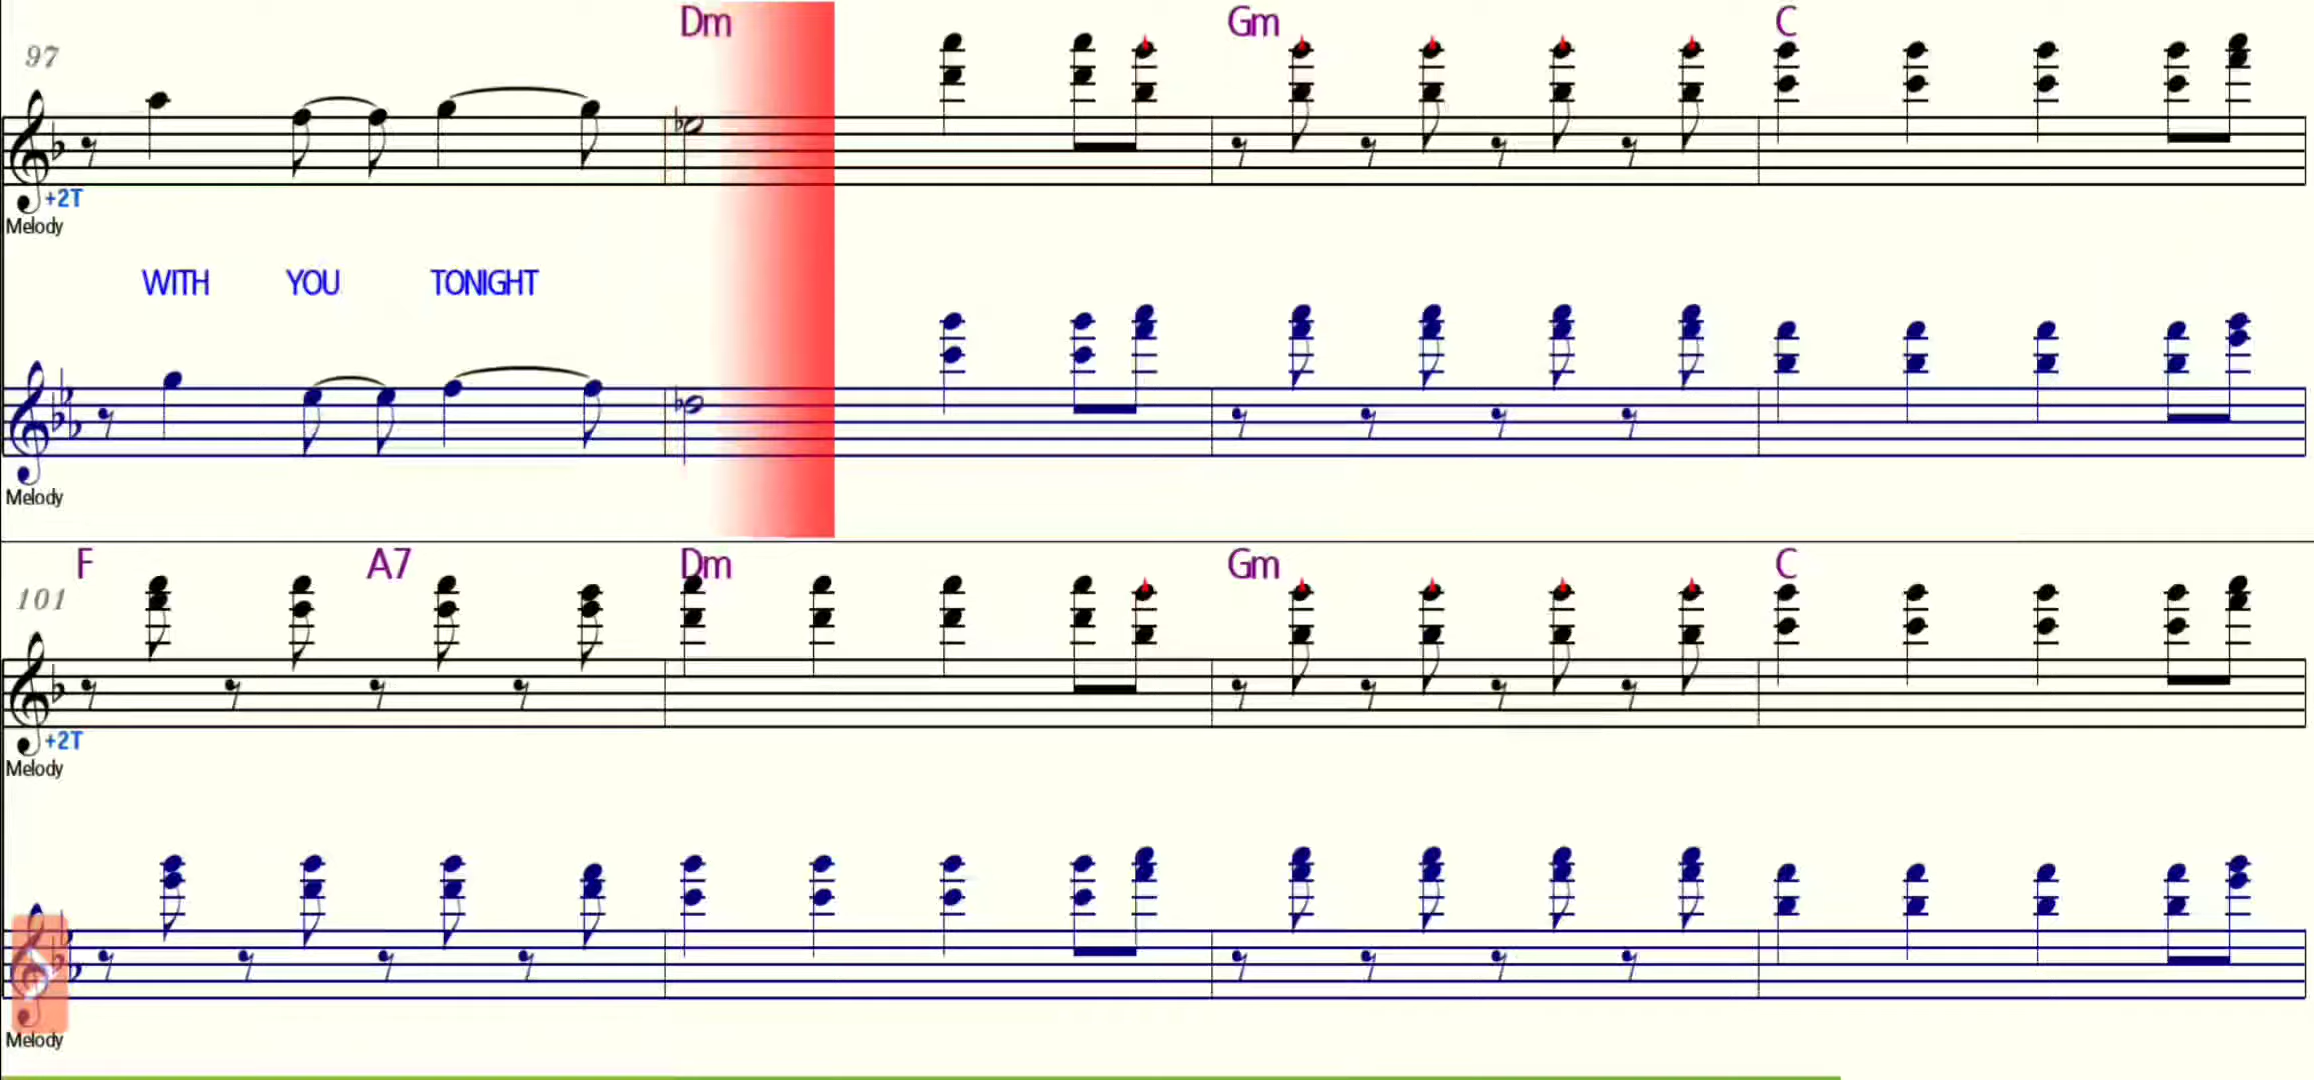 Dm Gm C
97
+2T
Melody
WITH YOU TONIGHT
Melody
F A7 Dm Gm C
101
+2T
Melody
Melody